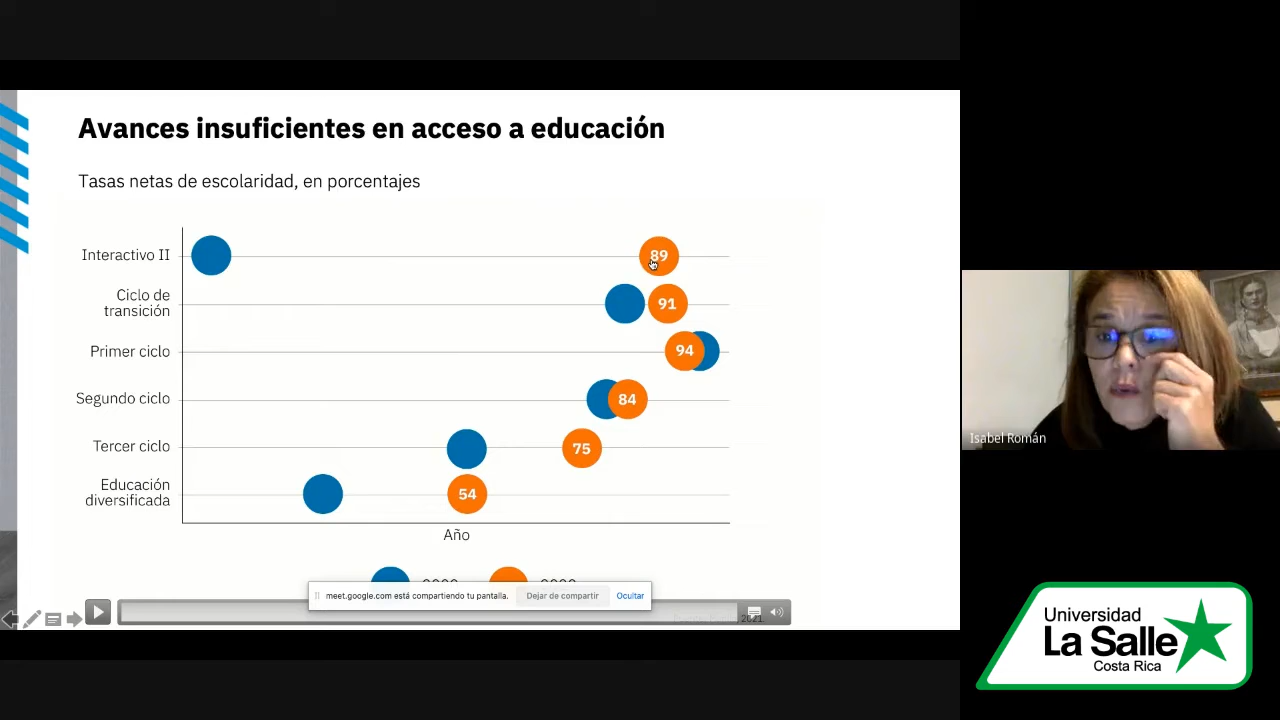 Avances insuficientes en acceso a educación
Tasas netas de escolaridad, en porcentajes
Interactivo II
89
Ciclo de
transición
91
Primer ciclo
94
Segundo ciclo
84
Tercer ciclo
75
Educación
diversificada
54
Año
meet.google.com está compartiendo tu pantalla.
Dejar de compartir
Ocultar
2021.
Isabel Román
Universidad
La Salle
Costa Rica